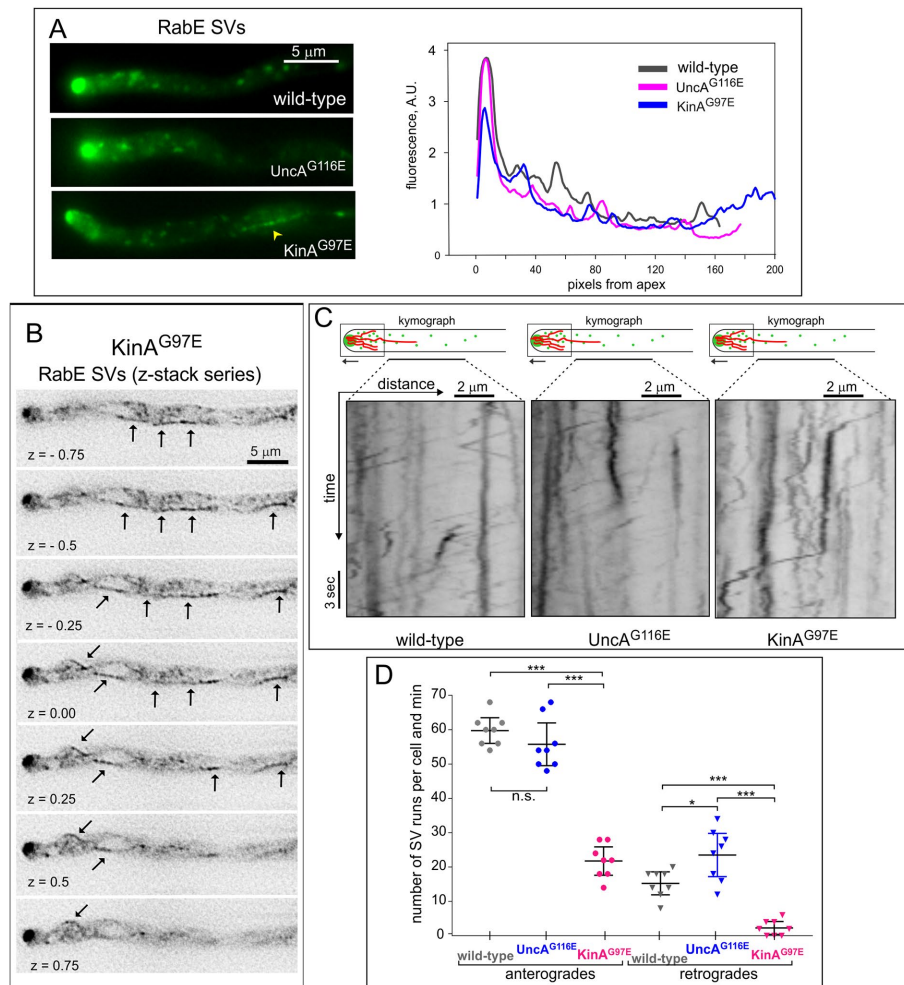 A
RabE SVs
5 μm
wild-type
UncA^G116E
KinA^G97E
fluorescence, A.U.
4
3
2
1
0
wild-type
UncA^G116E
KinA^G97E
0 40 80 120 160 200
pixels from apex
B
KinA^G97E
RabE SVs (z-stack series)
z = - 0.75
5 μm
z = - 0.5
z = - 0.25
z = 0.00
z = 0.25
z = 0.5
z = 0.75
C
kymograph kymograph kymograph
distance
2 μm 2 μm 2 μm
time
3 sec
wild-type UncA^G116E KinA^G97E
D
number of SV runs per cell and min
70
60
50
40
30
20
10
0
***
***
n.s.
***
* ***
wild-type UncA^G116E KinA^G97E wild-type UncA^G116E KinA^G97E
anterogrades retrogrades